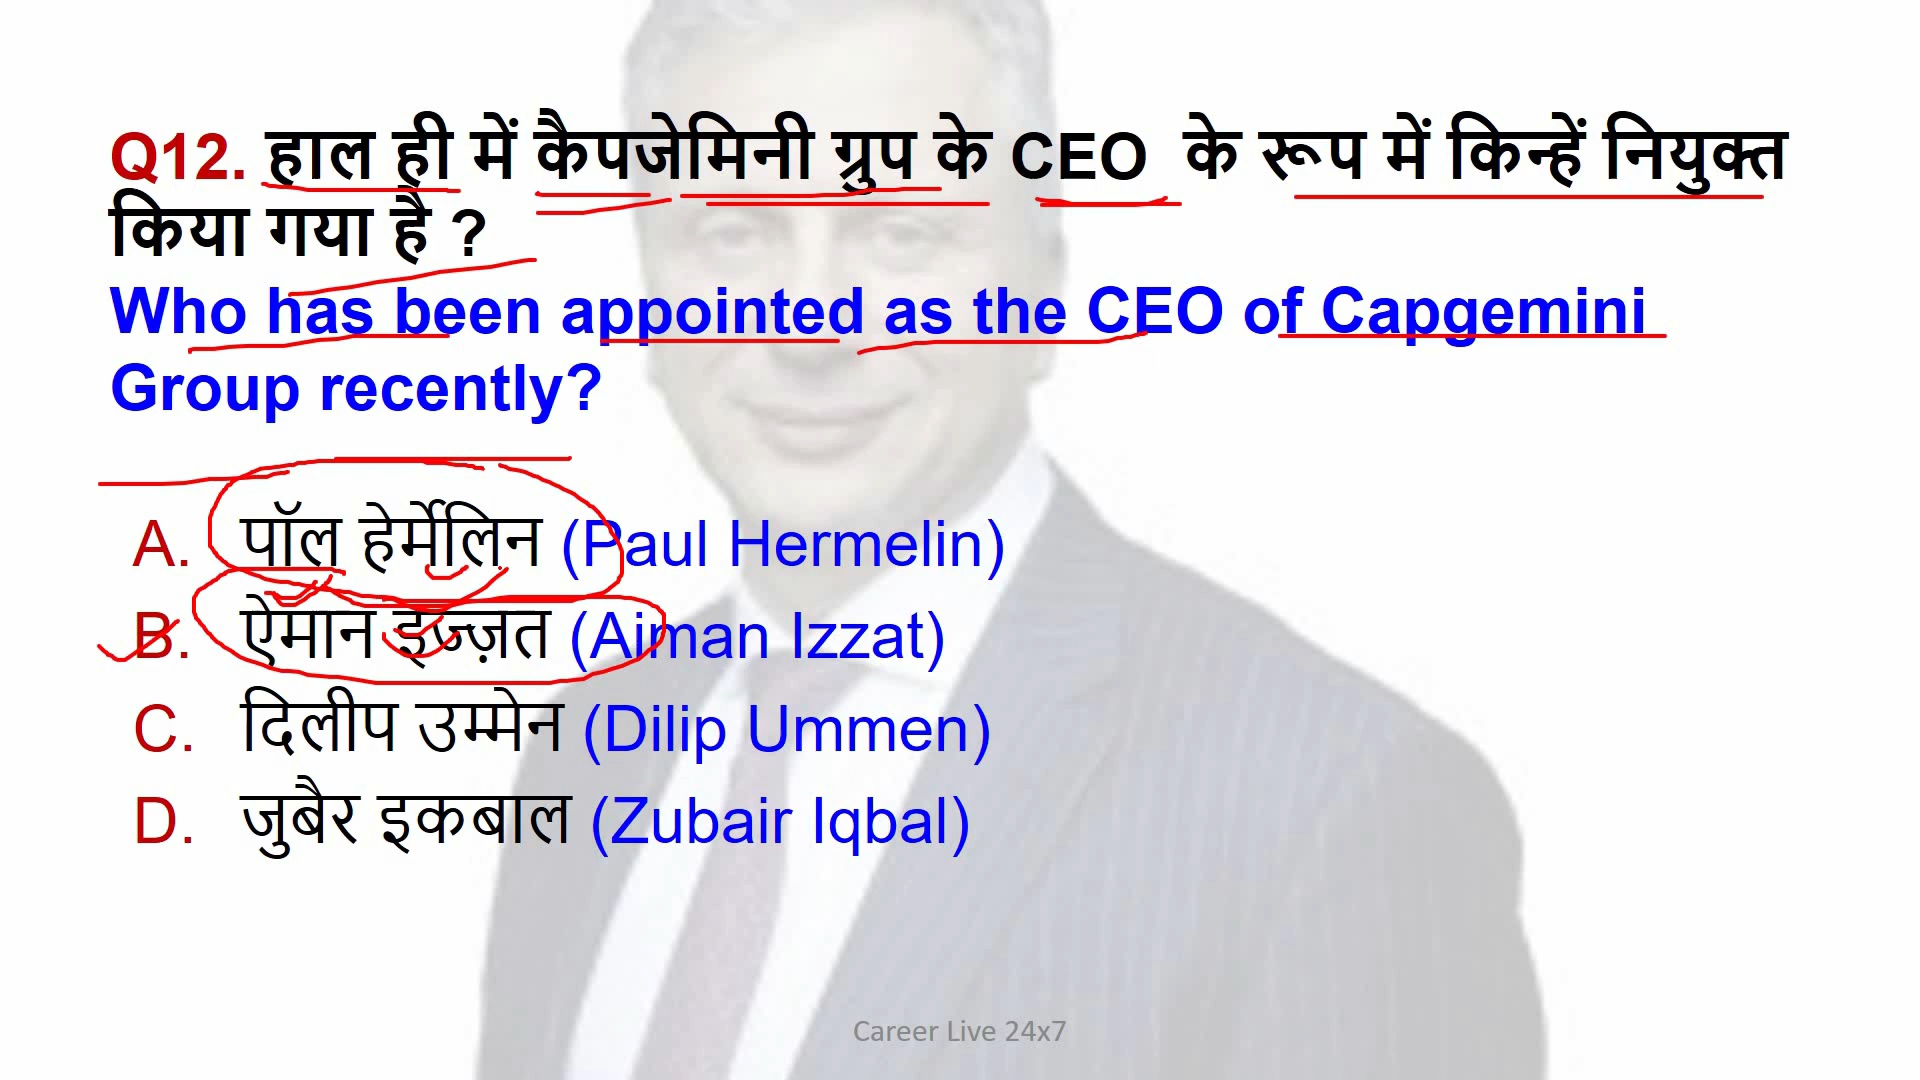 Q12. हाल ही में कैपजेमिनी ग्रुप के CEO के रूप में किन्हें नियुक्त
किया गया है ?
Who has been appointed as the CEO of Capgemini
Group recently?
A. पॉल हेर्मेलिन (Paul Hermelin)
B. ऐमान इज्ज़त (Aiman Izzat)
C. दिलीप उम्मेन (Dilip Ummen)
D. जुबैर इकबाल (Zubair Iqbal)
Career Live 24x7